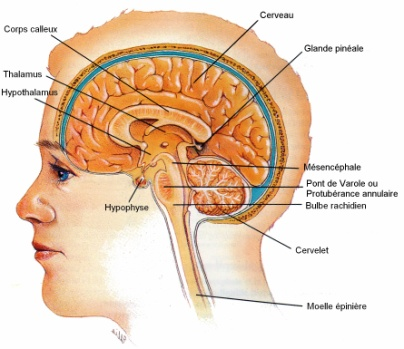 Cerveau
Corps calleux
Glande pinéale
Thalamus
Hypothalamus
Mésencéphale
Pont de Varole ou
Protubérance annulaire
Bulbe rachidien
Hypophyse
Cervelet
Moelle épinière